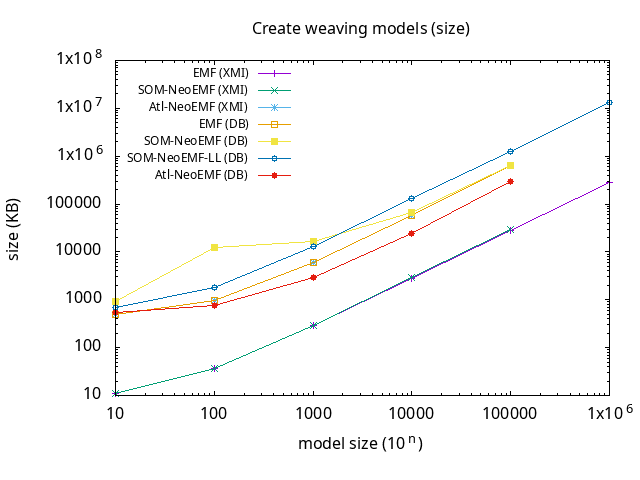 Create weaving models (size)
1x10^8
1x10^7
1x10^6
100000
10000
1000
100
10
size (KB)
EMF (XMI)
SOM-NeoEMF (XMI)
Atl-NeoEMF (XMI)
EMF (DB)
SOM-NeoEMF (DB)
SOM-NeoEMF-LL (DB)
Atl-NeoEMF (DB)
10 100 1000 10000 100000 1x10^6
model size (10^n)